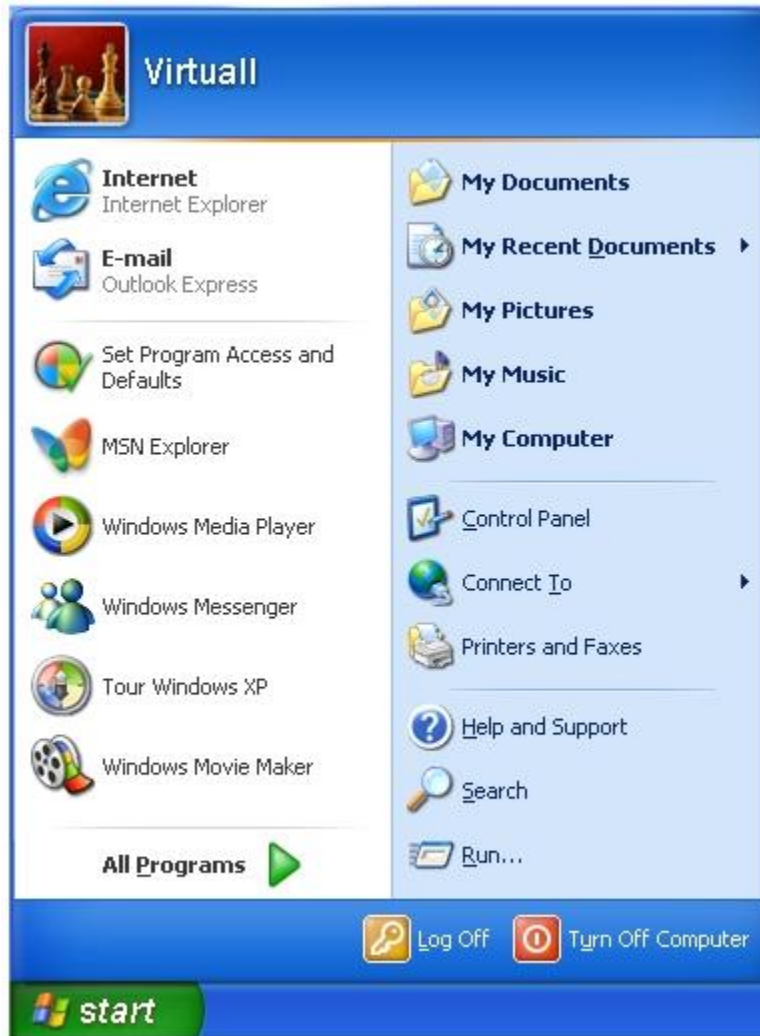 Virtuall
Internet
Internet Explorer
E-mail
Outlook Express
Set Program Access and
Defaults
MSN Explorer
Windows Media Player
Windows Messenger
Tour Windows XP
Windows Movie Maker
All Programs
My Documents
My Recent Documents
My Pictures
My Music
My Computer
Control Panel
Connect To
Printers and Faxes
Help and Support
Search
Run...
Log Off
Turn Off Computer
start